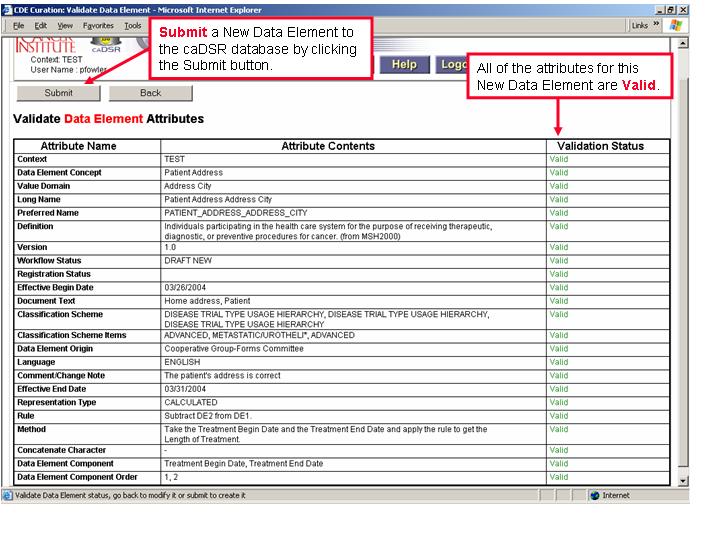 CDE Curation: Validate Data Element - Microsoft Internet Explorer
File Edit View Favorites Tools Links »
INSTITUTE caDSR
Context: TEST
User Name : pfowler
Submit a New Data Element to
the caDSR database by clicking
the Submit button.
Help
All of the attributes for this
New Data Element are Valid.
Submit Back
Validate Data Element Attributes
Attribute Name Attribute Contents Validation Status
Context TEST Valid
Data Element Concept Patient Address Valid
Value Domain Address City Valid
Long Name Patient Address Address City Valid
Preferred Name PATIENT_ADDRESS_ADDRESS_CITY Valid
Definition Individuals participating in the health care system for the purpose of receiving therapeutic, Valid
diagnostic, or preventive procedures for cancer. (from MSH2000)
Version 1.0 Valid
Workflow Status DRAFT NEW Valid
Registration Status Valid
Effective Begin Date 03/26/2004 Valid
Document Text Home address, Patient Valid
Classification Scheme DISEASE TRIAL TYPE USAGE HIERARCHY, DISEASE TRIAL TYPE USAGE HIERARCHY, Valid
DISEASE TRIAL TYPE USAGE HIERARCHY
Classification Scheme Items ADVANCED, METASTATIC/UROTHELI*, ADVANCED Valid
Data Element Origin Cooperative Group-Forms Committee Valid
Language ENGLISH Valid
Comment/Change Note The patient's address is correct Valid
Effective End Date 03/31/2004 Valid
Representation Type CALCULATED Valid
Rule Subtract DE2 from DE1. Valid
Method Take the Treatment Begin Date and the Treatment End Date and apply the rule to get the Valid
Length of Treatment.
Concatenate Character - Valid
Data Element Component Treatment Begin Date, Treatment End Date Valid
Data Element Component Order 1, 2 Valid
Validate Data Element status, go back to modify it or submit to create it Internet